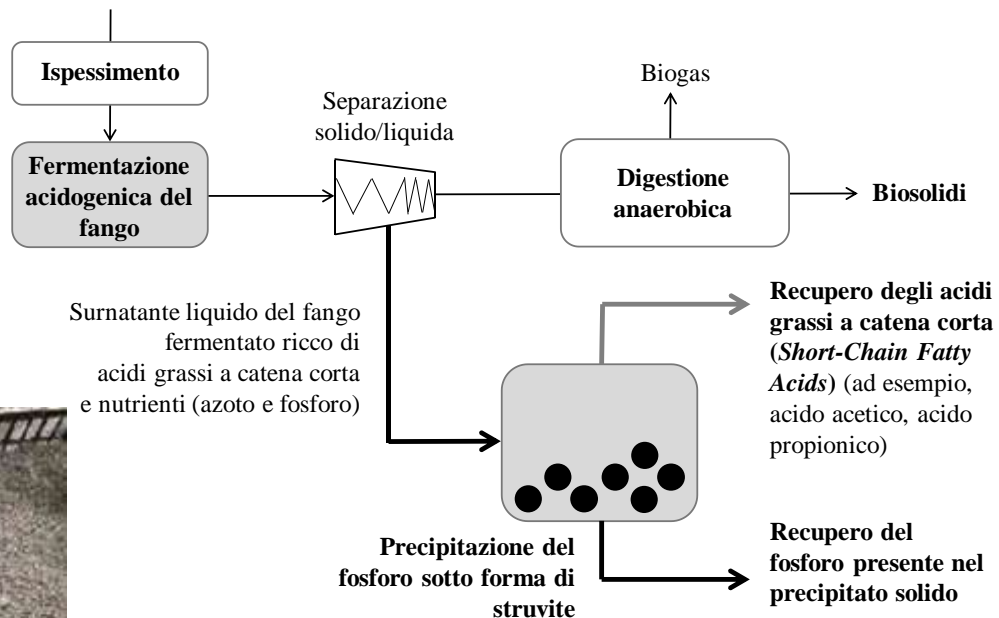 Ispessimento
Fermentazione
acidogenica del
fango
Separazione
solido/liquida
Biogas
Digestione
anaerobica
Biosolidi
Surnatante liquido del fango
fermentato ricco di
acidi grassi a catena corta
e nutrienti (azoto e fosforo)
Recupero degli acidi
grassi a catena corta
(Short-Chain Fatty
Acids) (ad esempio,
acido acetico, acido
propionico)
Precipitazione del
fosforo sotto forma di
struvite
Recupero del
fosforo presente nel
precipitato solido